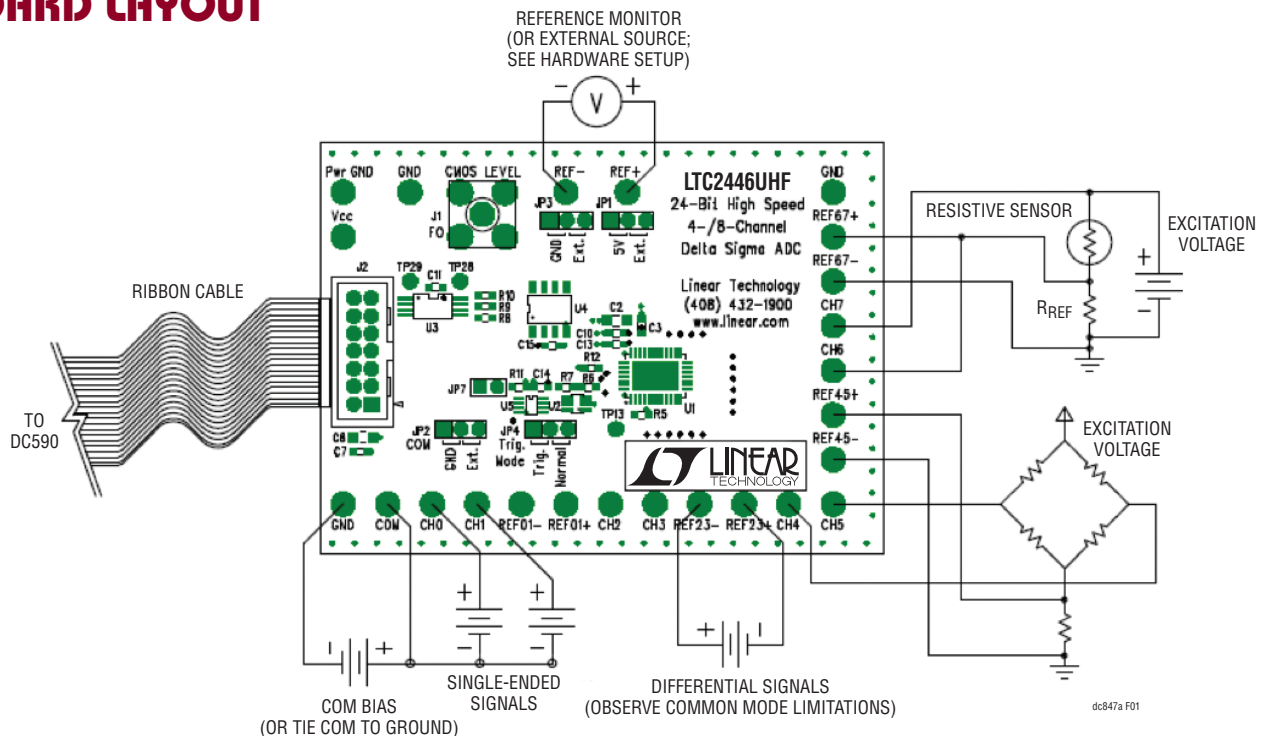 BOARD LAYOUT
REFERENCE MONITOR
(OR EXTERNAL SOURCE;
SEE HARDWARE SETUP)
− V +
Pwr GND
GND
CMOS LEVEL
REF-
REF+
LTC2446UHF
24-Bit High Speed
4-/8-Channel
Delta Sigma ADC
Linear Technology
(408) 432-1900
www.linear.com
GND
REF67+
REF67-
CH7
CH6
REF45+
REF45-
Vcc
J1
FO
JP3
GND
Ext.
JP1
5V
Ext.
J2
TP29
C11
TP28
U3
R10
R9
R8
U4
C15
C2
C3
C10
C13
R12
JP7
R11
C14
R7
R6
U5
U2
TP13
R5
U1
C8
C7
JP2
COM
GND
Ext.
JP4
Trig.
Mode
Trig.
Normal
LT LINEAR
TECHNOLOGY
GND
COM
CH0
CH1
REF01-
REF01+
CH2
CH3
REF23-
REF23+
CH4
CH5
RIBBON CABLE
TO
DC590
RESISTIVE SENSOR
EXCITATION
VOLTAGE
+
−
RREF
EXCITATION
VOLTAGE
− +
COM BIAS
(OR TIE COM TO GROUND)
+ +
− −
SINGLE-ENDED
SIGNALS
+ −
DIFFERENTIAL SIGNALS
(OBSERVE COMMON MODE LIMITATIONS)
dc847a F01